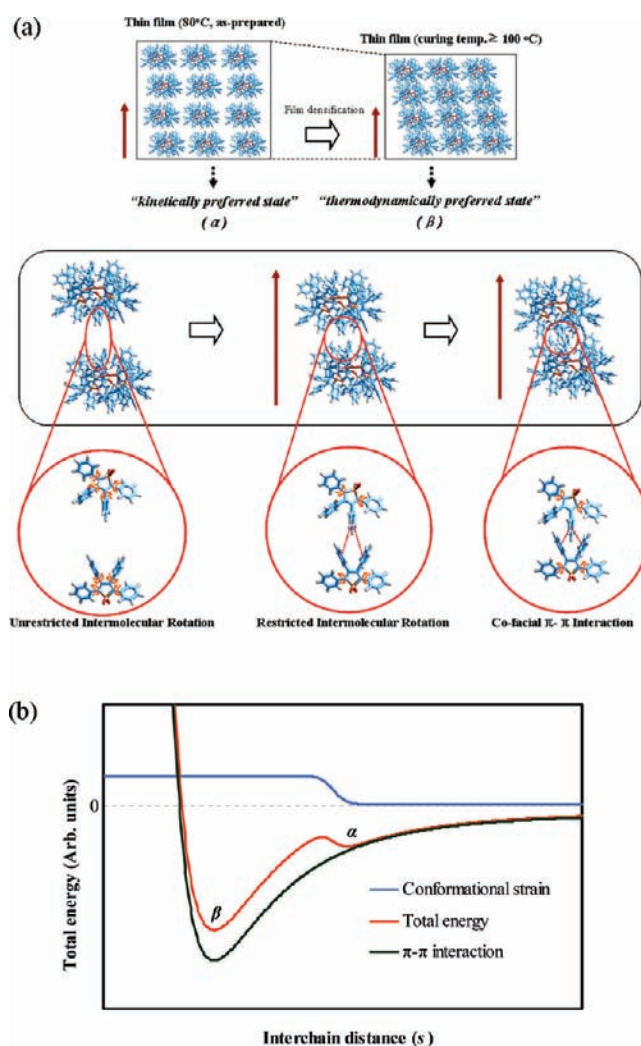 (a)
Thin film (80°C, as-prepared)
Thin film (curing temp. ≥ 100 °C)
Film densification
“kinetically preferred state”
“thermodynamically preferred state”
( α )
( β )
Unrestricted Intermolecular Rotation
Restricted Intermolecular Rotation
Co-facial π- π Interaction
(b)
Total energy (Arb. units)
0
α
β
Conformational strain
Total energy
π-π interaction
Interchain distance (s)